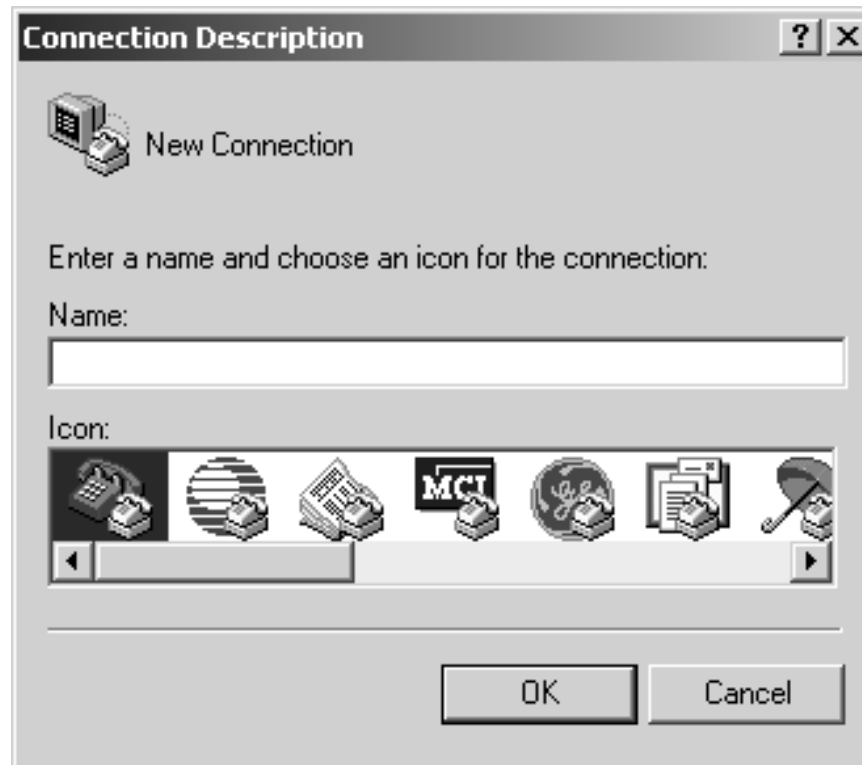 Connection Description
New Connection
Enter a name and choose an icon for the connection:
Name:
Icon:
MCI
OK Cancel